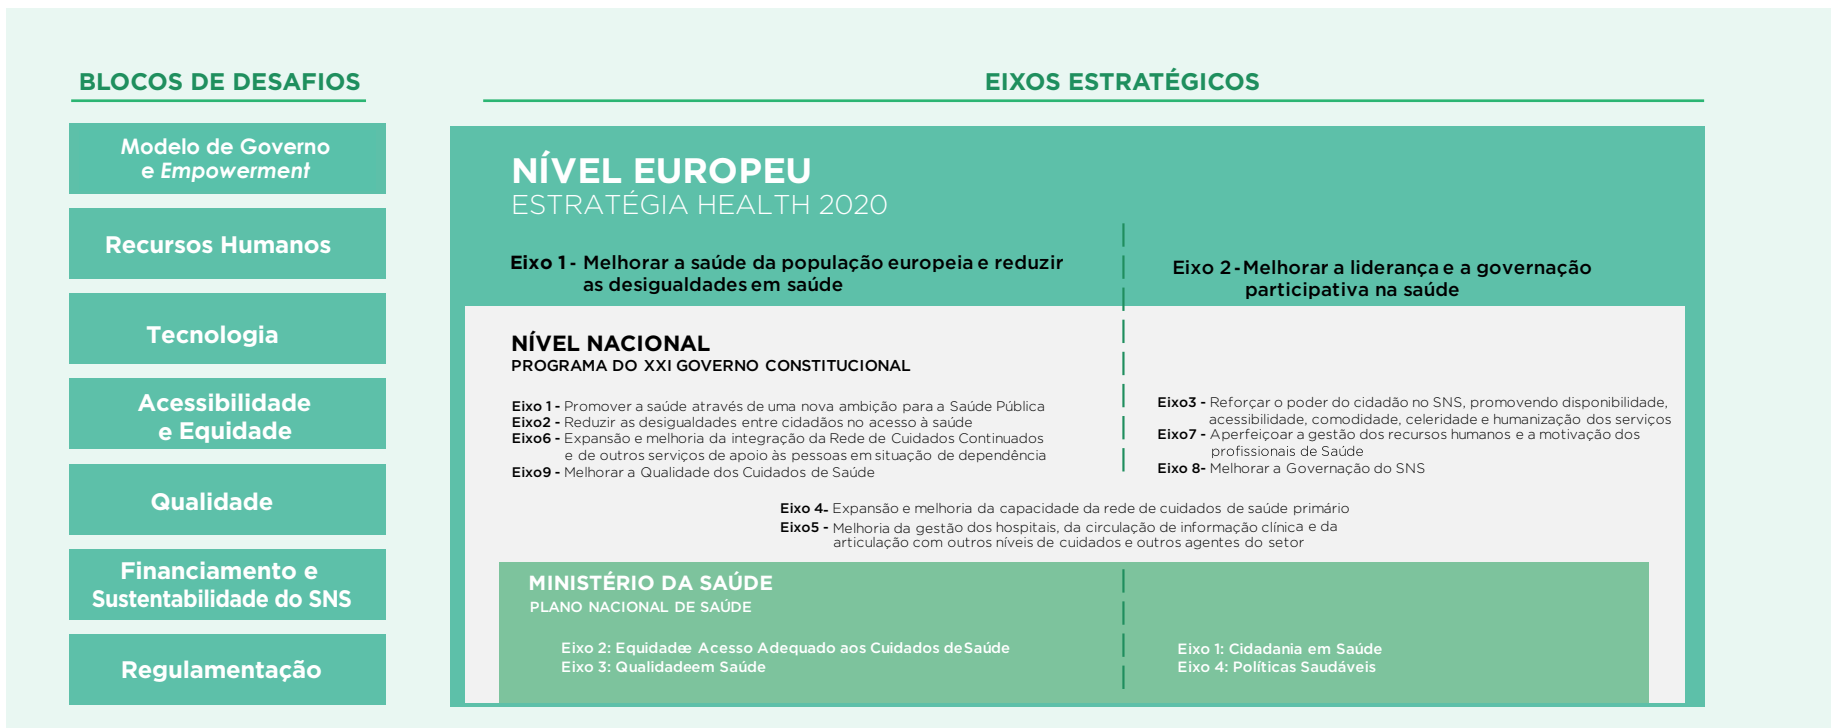 BLOCOS DE DESAFIOS
Modelo de Governo
e Empowerment
Recursos Humanos
Tecnologia
Acessibilidade
e Equidade
Qualidade
Financiamento e
Sustentabilidade do SNS
Regulamentação
EIXOS ESTRATÉGICOS
NÍVEL EUROPEU
ESTRATÉGIA HEALTH 2020
Eixo 1 - Melhorar a saúde da população europeia e reduzir
as desigualdades em saúde
Eixo 2 - Melhorar a liderança e a governação
participativa na saúde
NÍVEL NACIONAL
PROGRAMA DO XXI GOVERNO CONSTITUCIONAL
Eixo 1 - Promover a saúde através de uma nova ambição para a Saúde Pública
Eixo2 - Reduzir as desigualdades entre cidadãos no acesso à saúde
Eixo6 - Expansão e melhoria da integração da Rede de Cuidados Continuados
e de outros serviços de apoio às pessoas em situação de dependência
Eixo9 - Melhorar a Qualidade dos Cuidados de Saúde
Eixo3 - Reforçar o poder do cidadão no SNS, promovendo disponibilidade,
acessibilidade, comodidade, celeridade e humanização dos serviços
Eixo7 - Aperfeiçoar a gestão dos recursos humanos e a motivação dos
profissionais de Saúde
Eixo 8- Melhorar a Governação do SNS
Eixo 4- Expansão e melhoria da capacidade da rede de cuidados de saúde primário
Eixo5 - Melhoria da gestão dos hospitais, da circulação de informação clínica e da
articulação com outros níveis de cuidados e outros agentes do setor
MINISTÉRIO DA SAÚDE
PLANO NACIONAL DE SAÚDE
Eixo 2: Equidade e Acesso Adequado aos Cuidados deSaúde
Eixo 3: Qualidadeem Saúde
Eixo 1: Cidadania em Saúde
Eixo 4: Políticas Saudáveis